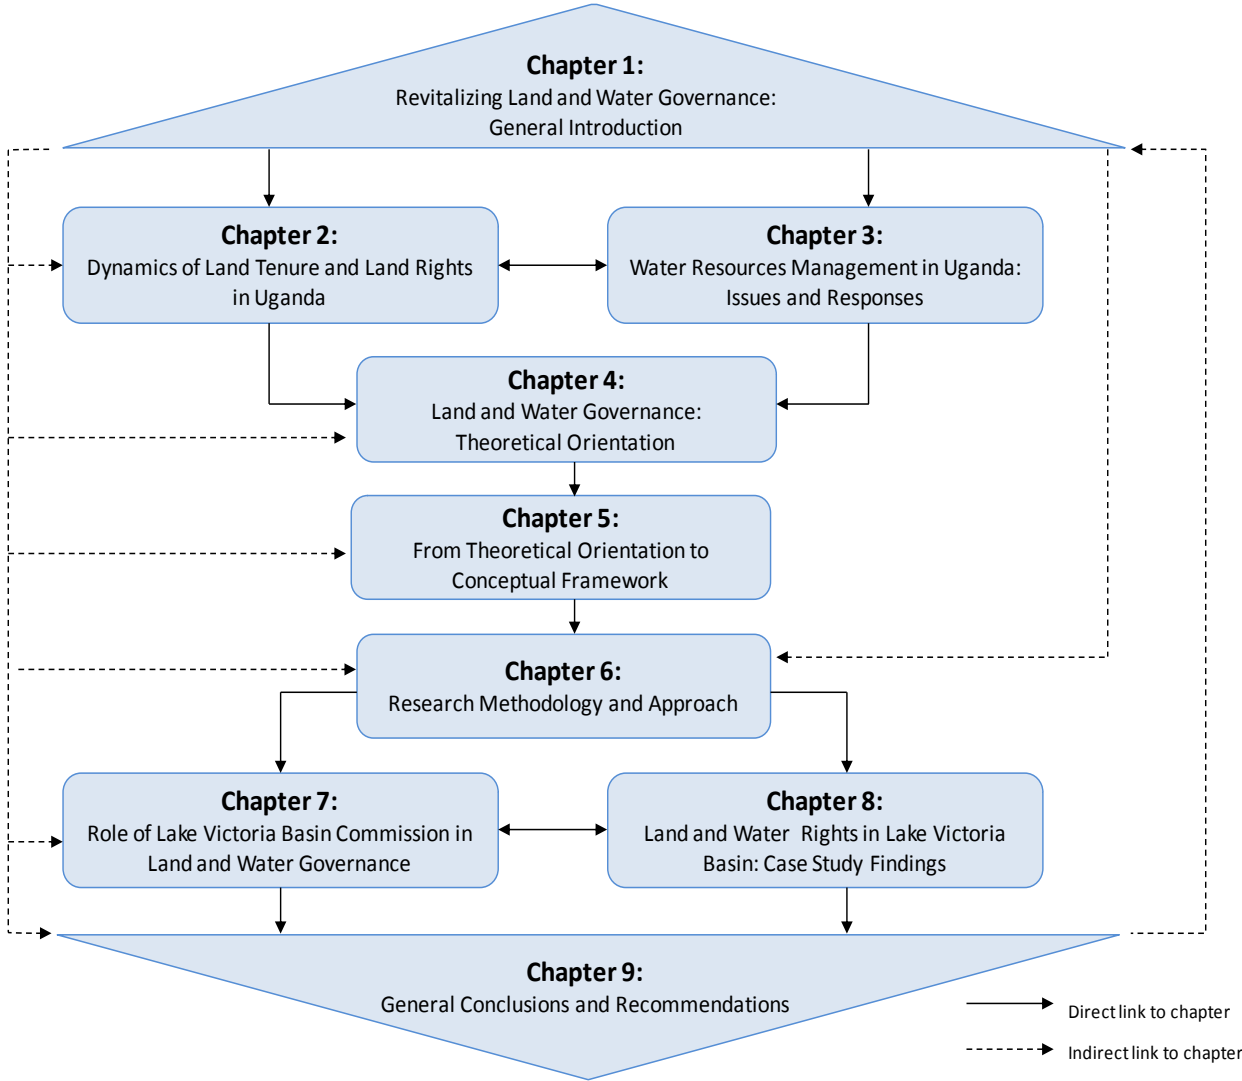 Chapter 1:
Revitalizing Land and Water Governance:
General Introduction
Chapter 2:
Dynamics of Land Tenure and Land Rights
in Uganda
Chapter 3:
Water Resources Management in Uganda:
Issues and Responses
Chapter 4:
Land and Water Governance:
Theoretical Orientation
Chapter 5:
From Theoretical Orientation to
Conceptual Framework
Chapter 6:
Research Methodology and Approach
Chapter 7:
Role of Lake Victoria Basin Commission in
Land and Water Governance
Chapter 8:
Land and Water Rights in Lake Victoria
Basin: Case Study Findings
Chapter 9:
General Conclusions and Recommendations
Direct link to chapter
Indirect link to chapter